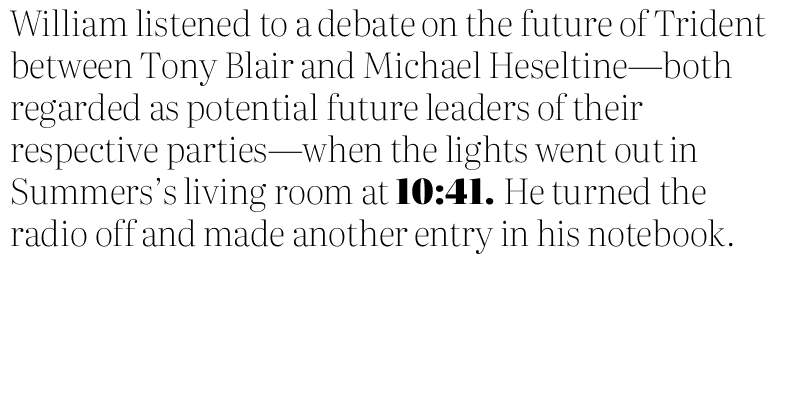 William listened to a debate on the future of Trident
between Tony Blair and Michael Heseltine—both
regarded as potential future leaders of their
respective parties—when the lights went out in
Summers’s living room at 10:41. He turned the
radio off and made another entry in his notebook.